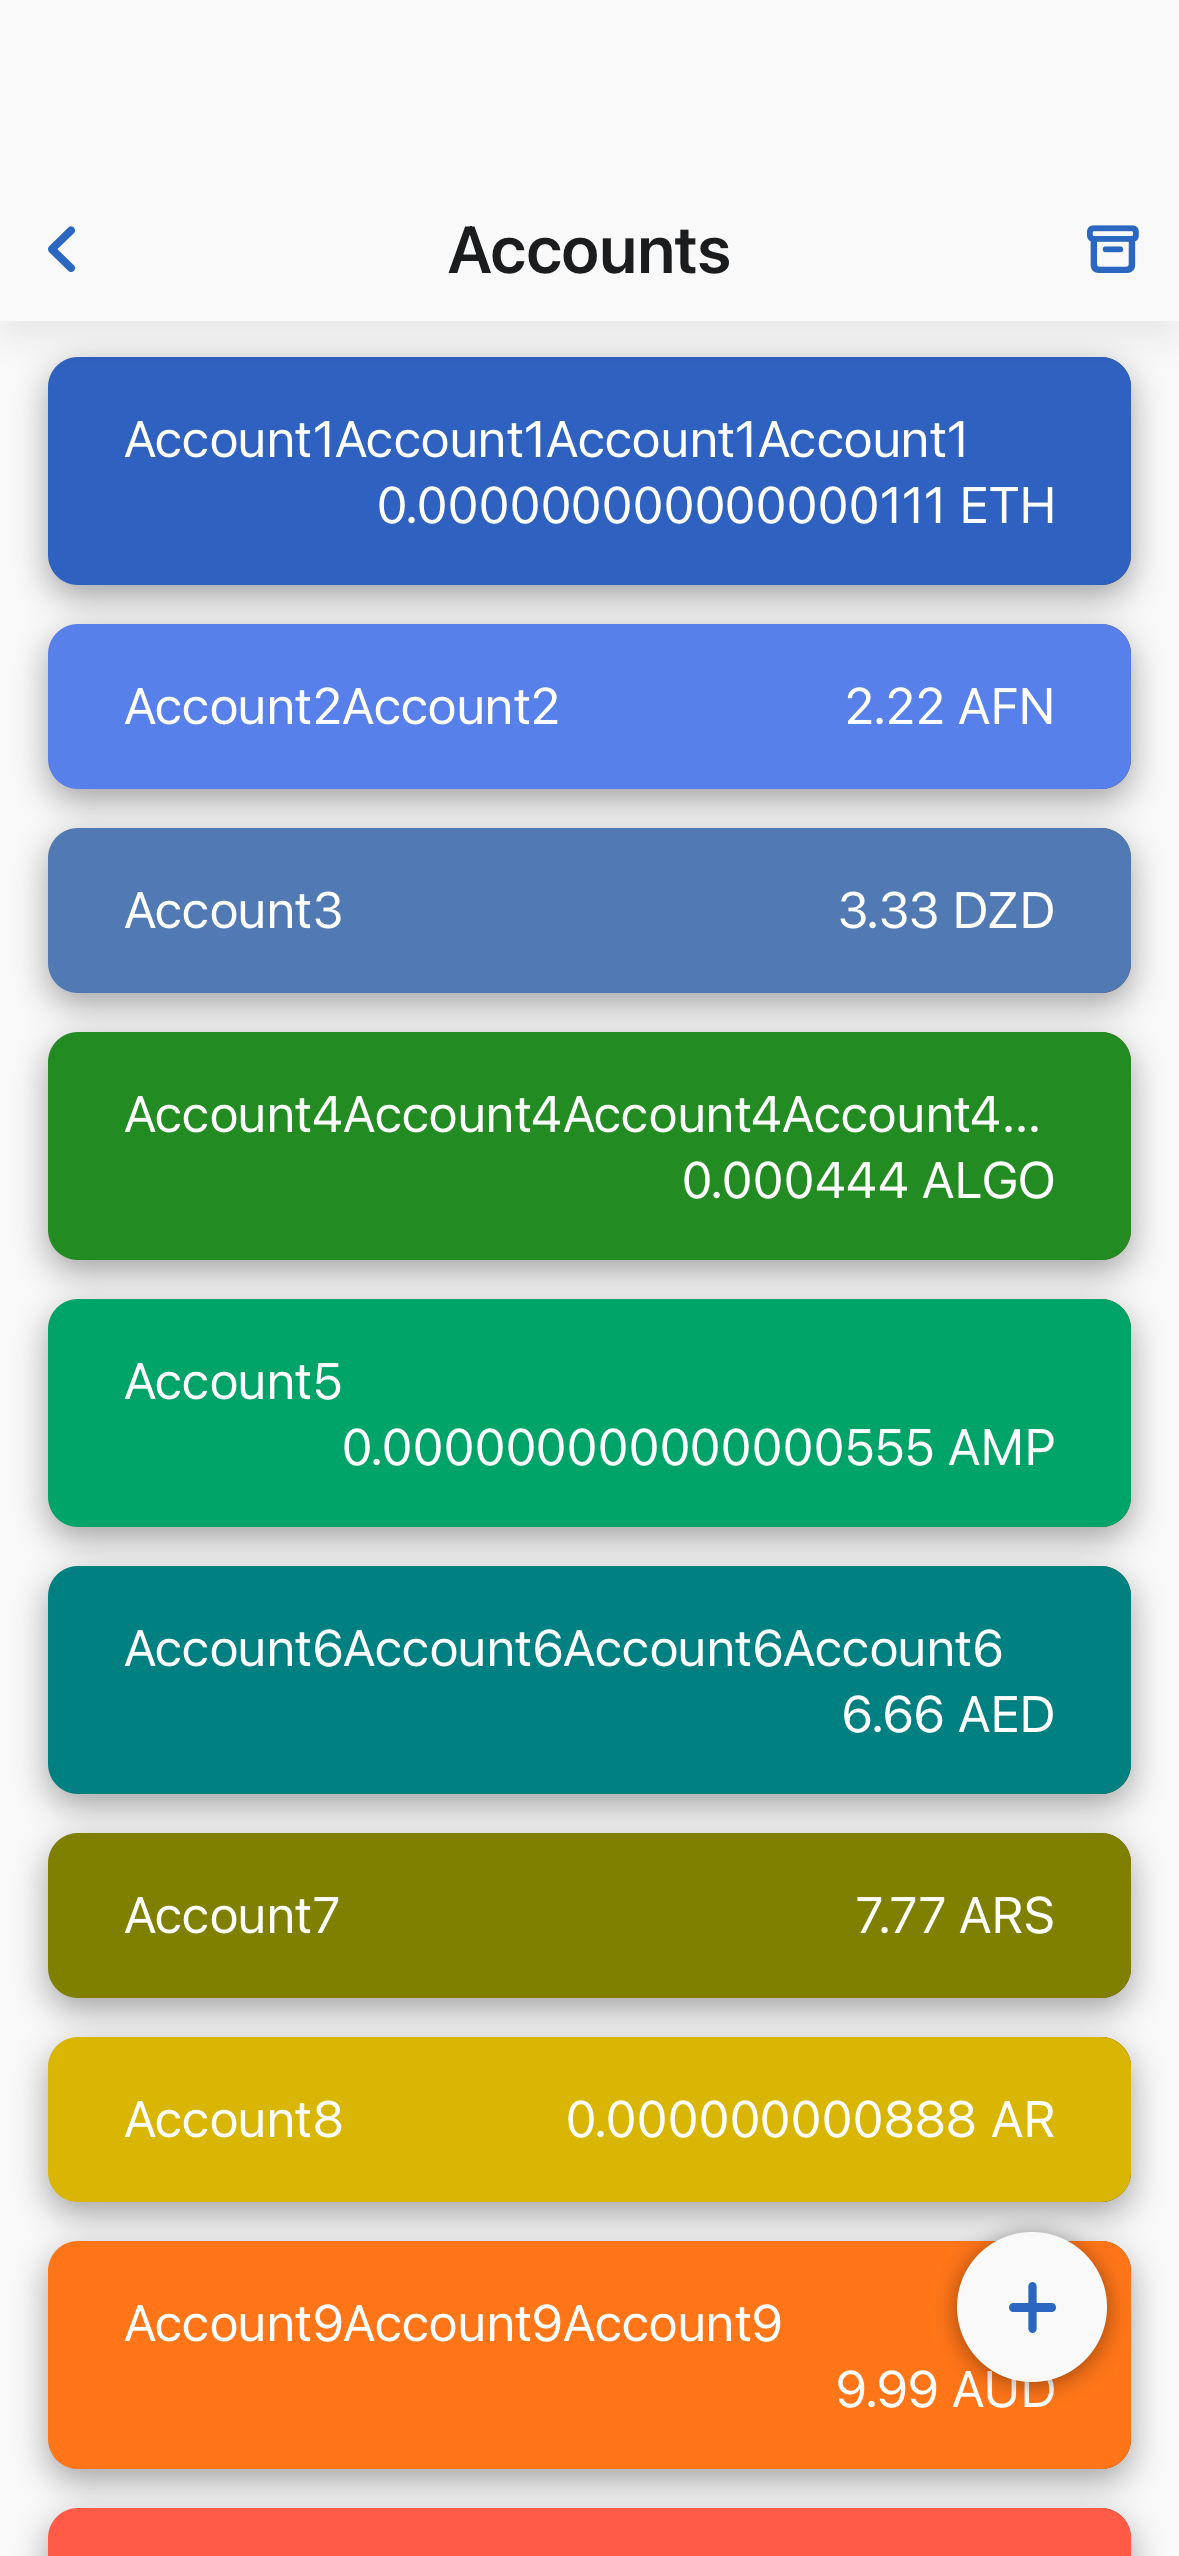 Accounts
Account1Account1Account1Account1
0.000000000000000111 ETH
Account2Account2
2.22 AFN
Account3
3.33 DZD
Account4Account4Account4Account4...
0.000444 ALGO
Account5
0.000000000000000555 AMP
Account6Account6Account6Account6
6.66 AED
Account7
7.77 ARS
Account8
0.000000000888 AR
Account9Account9Account9
9.99 AUD